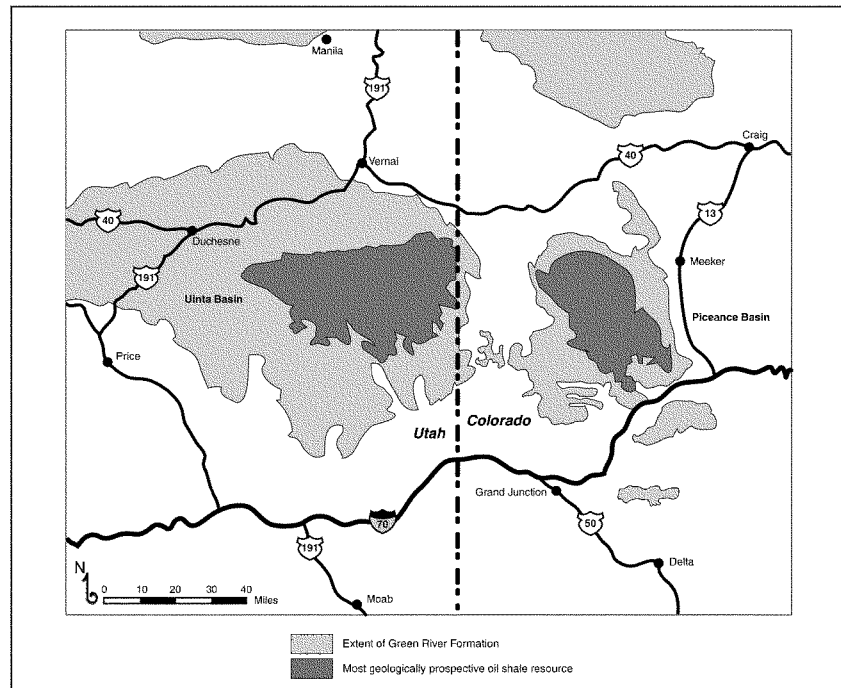 Manila
191
Craig
Vernal
40
40
13
Duchesne
Meeker
191
Uinta Basin
Piceance Basin
Price
Utah
Colorado
Grand Junction
70
50
191
Delta
N
0 10 20 30 40
Miles
Moab
Extent of Green River Formation
Most geologically prospective oil shale resource